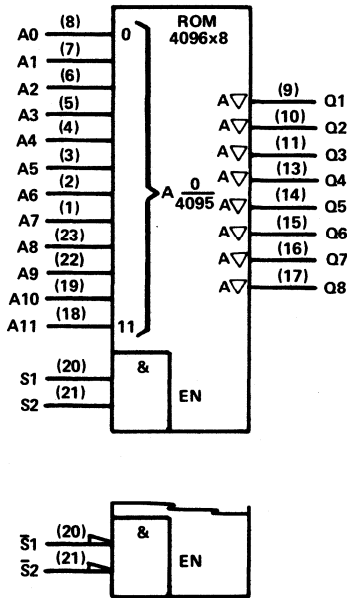 ROM
4096x8
A0 (8) 0
A1 (7)
A2 (6)
A3 (5)
A4 (4)
A5 (3)
A6 (2)
A7 (1)
A8 (23)
A9 (22)
A10 (19)
A11 (18) 11
A 0
4095
A (9) Q1
A (10) Q2
A (11) Q3
A (13) Q4
A (14) Q5
A (15) Q6
A (16) Q7
A (17) Q8
&
S1 (20)
S2 (21)
EN
&
S̅1 (20)
S̅2 (21)
EN